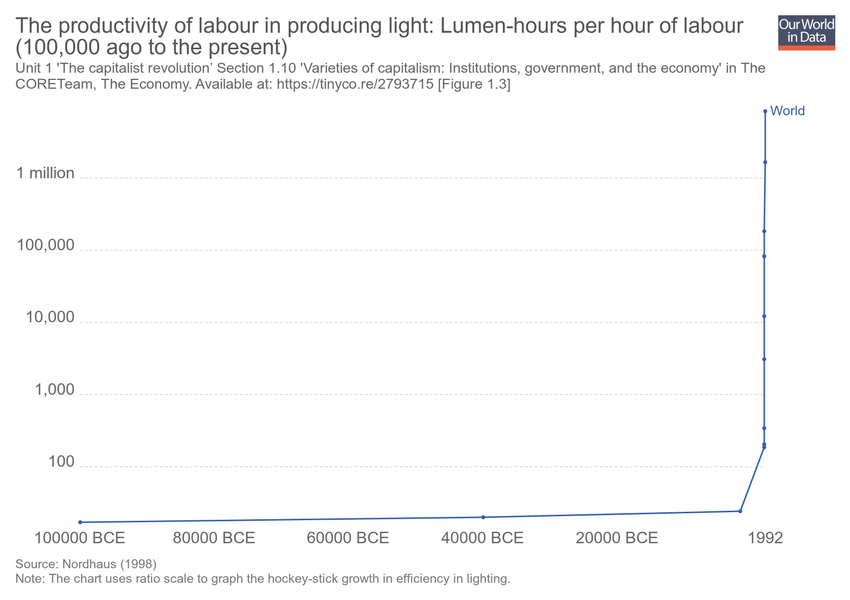 The productivity of labour in producing light: Lumen-hours per hour of labour
(100,000 ago to the present)
Our World
in Data
Unit 1 'The capitalist revolution' Section 1.10 'Varieties of capitalism: Institutions, government, and the economy' in The
CORETeam, The Economy. Available at: https://tinyco.re/2793715 [Figure 1.3]
World
1 million
100,000
10,000
1,000
100
100000 BCE
80000 BCE
60000 BCE
40000 BCE
20000 BCE
1992
Source: Nordhaus (1998)
Note: The chart uses ratio scale to graph the hockey-stick growth in efficiency in lighting.